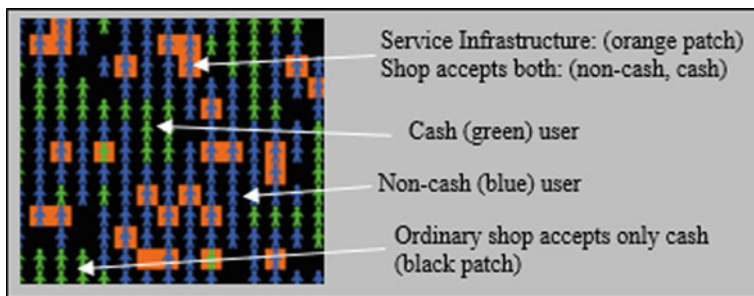 Service Infrastructure: (orange patch)
Shop accepts both: (non-cash, cash)
Cash (green) user
Non-cash (blue) user
Ordinary shop accepts only cash
(black patch)